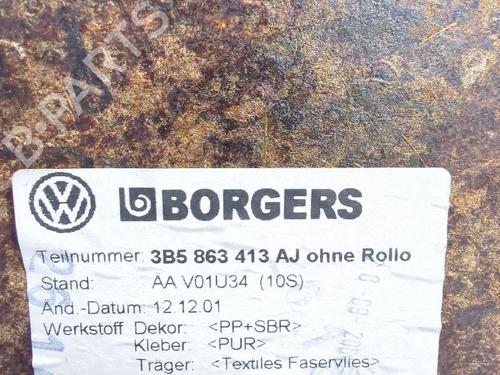 B-PARTS
BORGERS
Teilnummer: 3B5 863 413 AJ ohne Rollo
Stand: AA V01U34 (10S)
Änd.-Datum: 12.12.01
Werkstoff Dekor: <PP+SBR>
Kleber: <PUR>
Träger: <Textiles Faservlies>